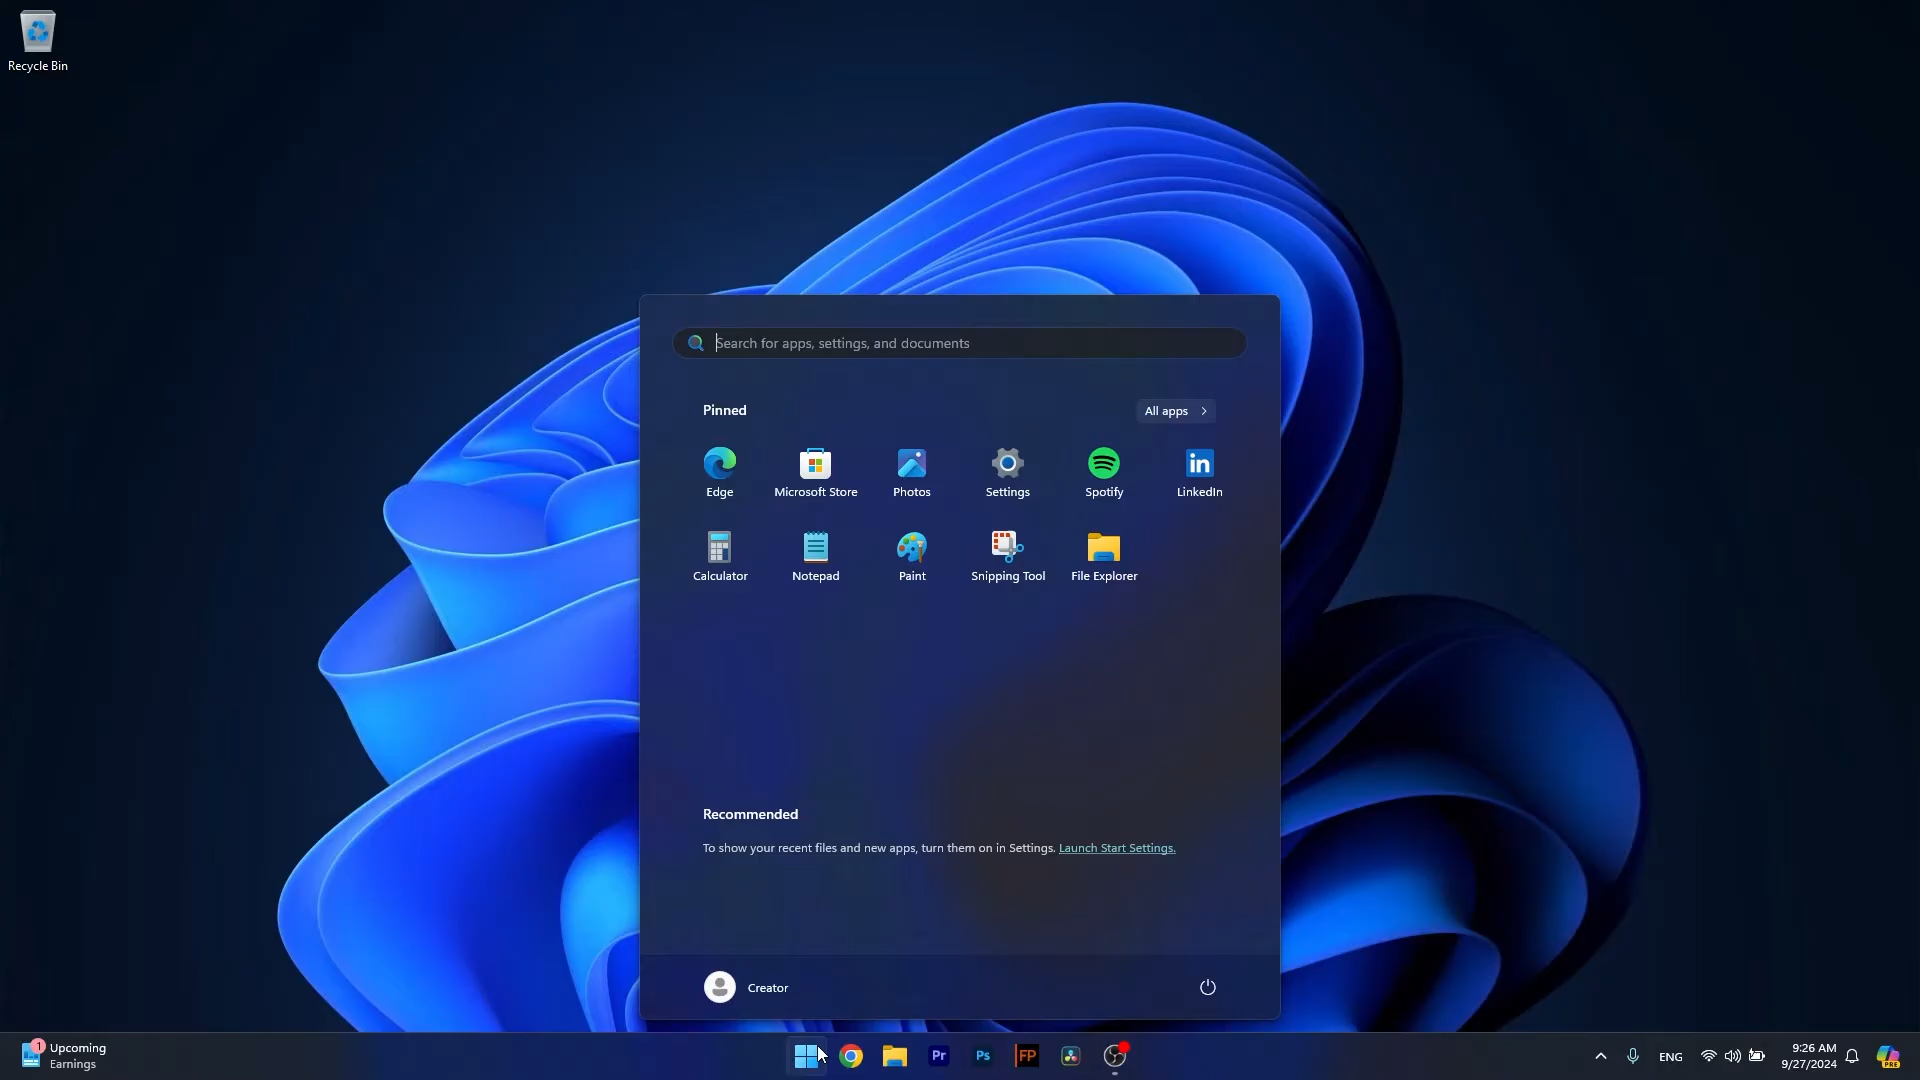 Recycle Bin
Search for apps, settings, and documents
Pinned
All apps
Edge
Microsoft Store
Photos
Settings
Spotify
LinkedIn
Calculator
Notepad
Paint
Snipping Tool
File Explorer
Recommended
To show your recent files and new apps, turn them on in Settings. Launch Start Settings.
Creator
1
Upcoming
Earnings
Pr
Ps
FP
ENG
9:26 AM
9/27/2024
PRE